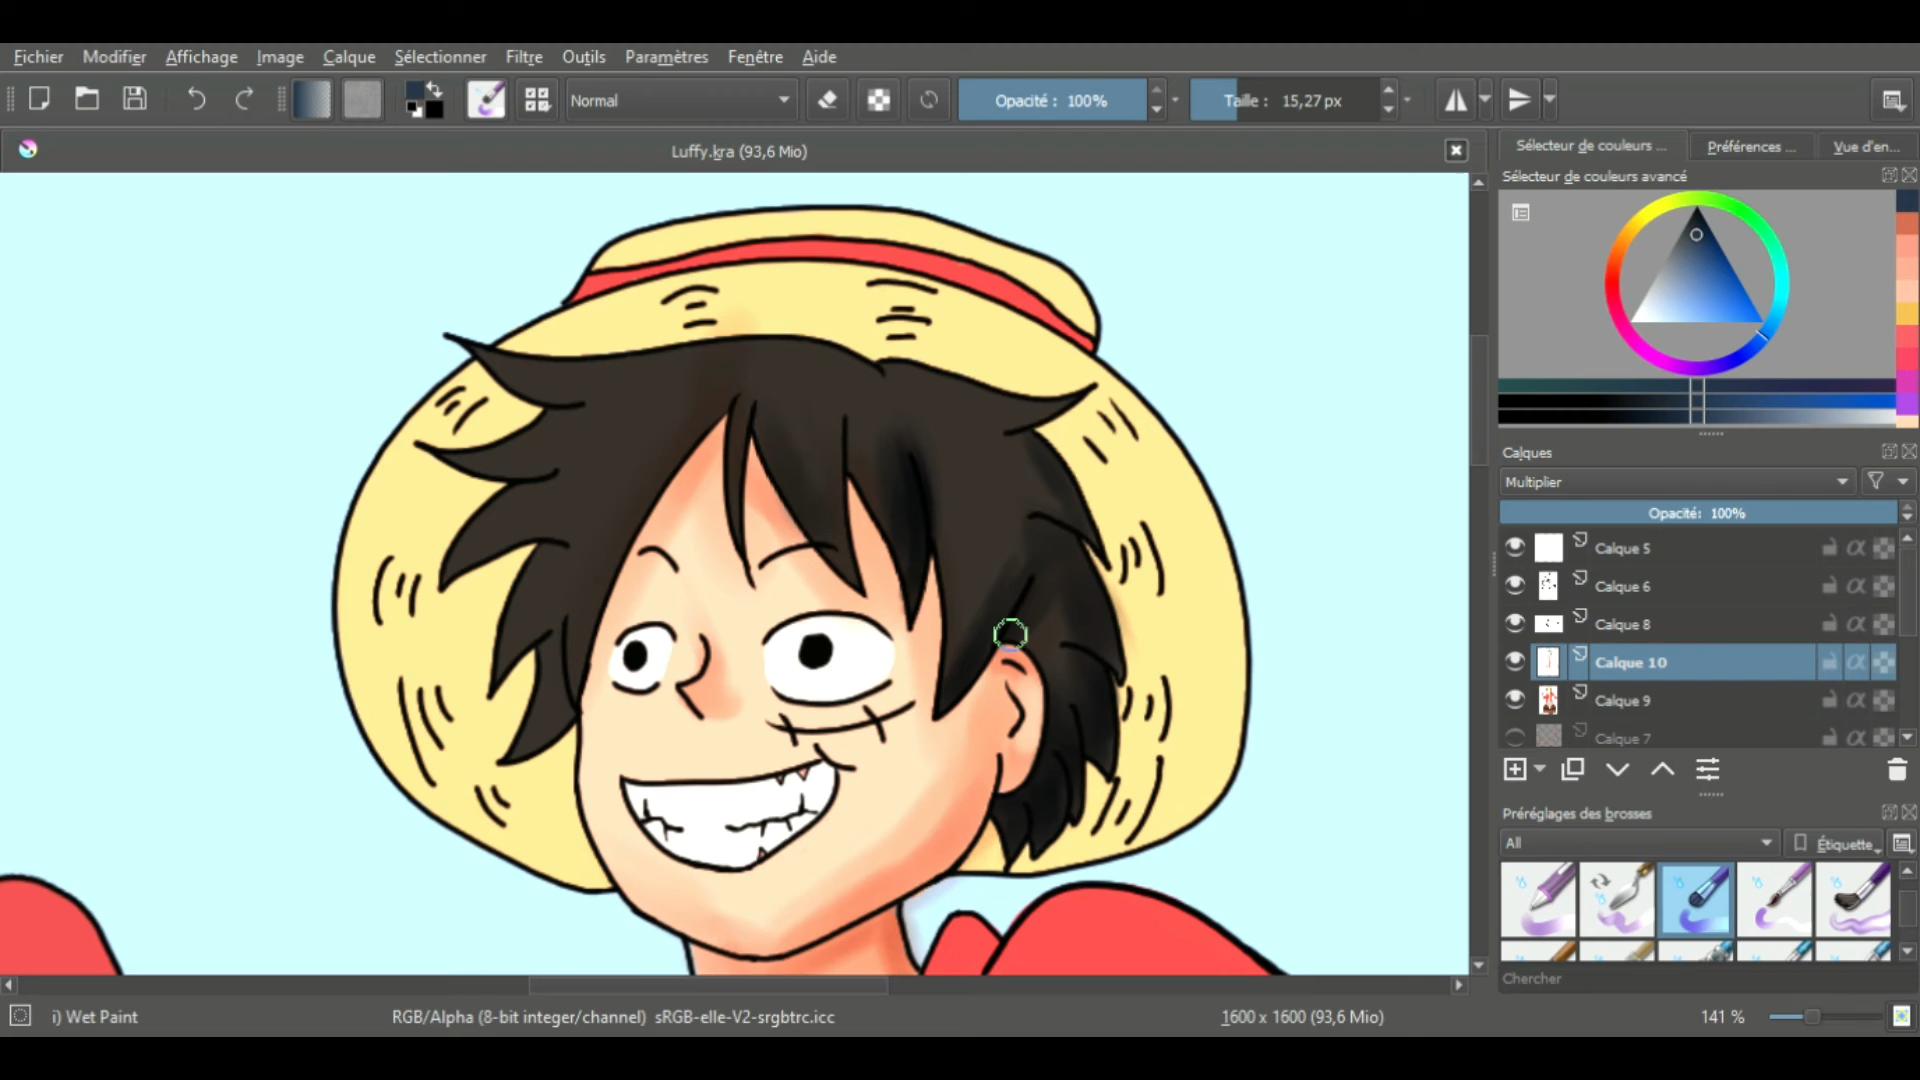 Fichier Modifier Affichage Image Calque Sélectionner Filtre Outils Paramètres Fenêtre Aide
Normal Opacité : 100% Taille : 15,27 px
Luffy.kra (93,6 Mio)
Sélecteur de couleurs ... Préférences ... Vue d'en...
Sélecteur de couleurs avancé
Calques
Multiplier
Opacité: 100%
Calque 5
Calque 6
Calque 8
Calque 10
Calque 9
Calque 7
Préréglages des brosses
All Étiquette
Chercher
i) Wet Paint RGB/Alpha (8-bit integer/channel) sRGB-elle-V2-srgbtrc.icc 1600 x 1600 (93,6 Mio) 141 %